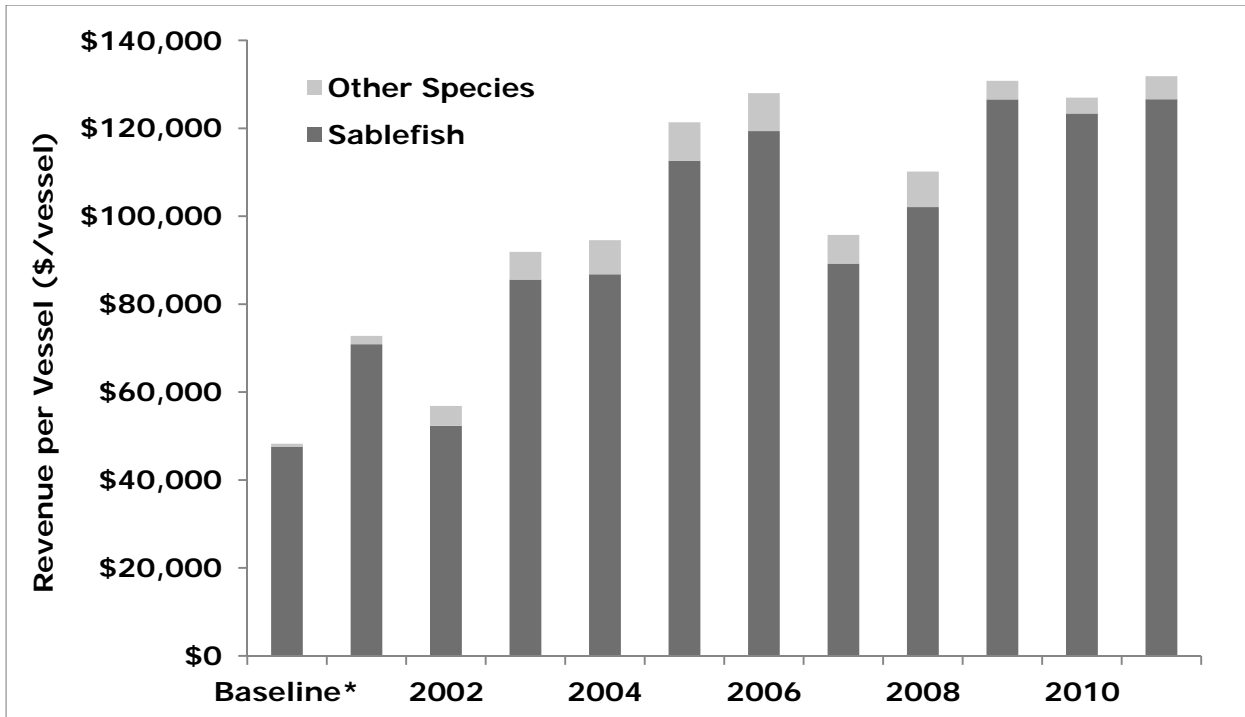 $140,000
$120,000
$100,000
$80,000
$60,000
$40,000
$20,000
$0
Revenue per Vessel ($/vesssel)
Other Species
Sablefish
Baseline* 2002 2004 2006 2008 2010